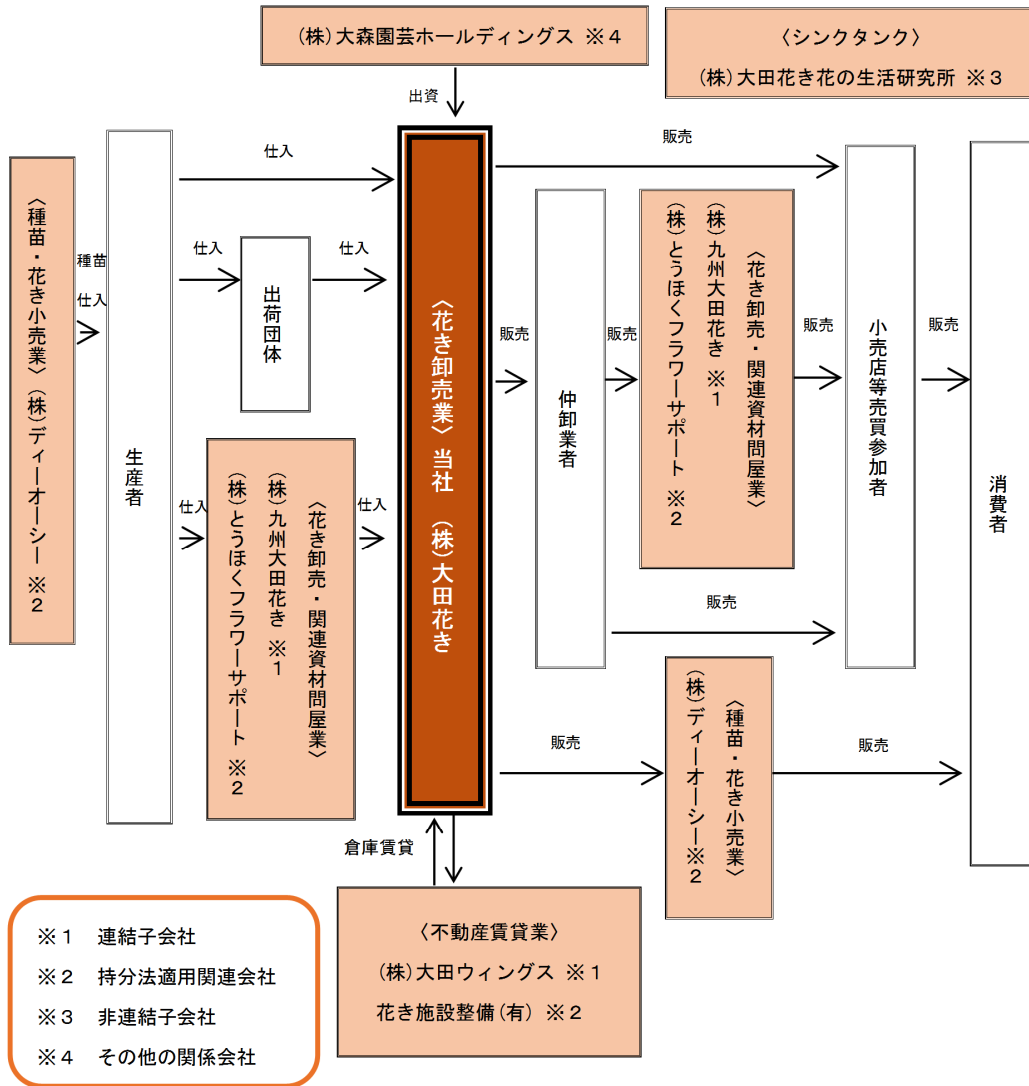 (株)大森園芸ホールディングス ※4
〈シンクタンク〉
(株)大田花き花の生活研究所 ※3
出資
〈種苗・花き小売業〉(株)ディーオーシー ※2
種苗
仕入
生産者
仕入
仕入
出荷団体
仕入
仕入
〈花き卸売・関連資材問屋業〉
(株)九州大田花き ※1
(株)とうほくフラワーサポート ※2
仕入
〈花き卸売業〉当社 (株)大田花き
販売
販売
仲卸業者
販売
〈花き卸売・関連資材問屋業〉
(株)九州大田花き ※1
(株)とうほくフラワーサポート ※2
販売
小売店等売買参加者
販売
消費者
販売
販売
〈種苗・花き小売業〉
(株)ディーオーシー※2
販売
倉庫賃貸
〈不動産賃貸業〉
(株)大田ウィングス ※1
花き施設整備(有) ※2
※1 連結子会社
※2 持分法適用関連会社
※3 非連結子会社
※4 その他の関係会社